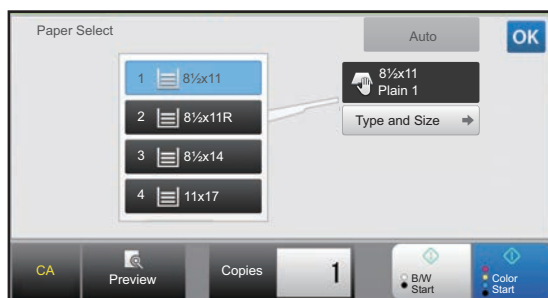 Paper Select
Auto
OK
1 8½x11
2 8½x11R
3 8½x14
4 11x17
8½x11
Plain 1
Type and Size
CA
Preview
Copies
1
B/W
Start
Color
Start